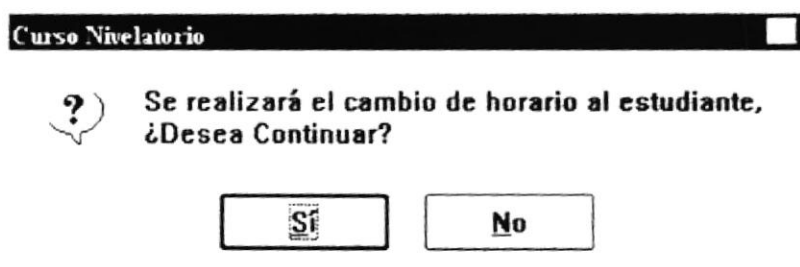 Curso Nivelatorio
?
Se realizará el cambio de horario al estudiante,
¿Desea Continuar?
Sí
No